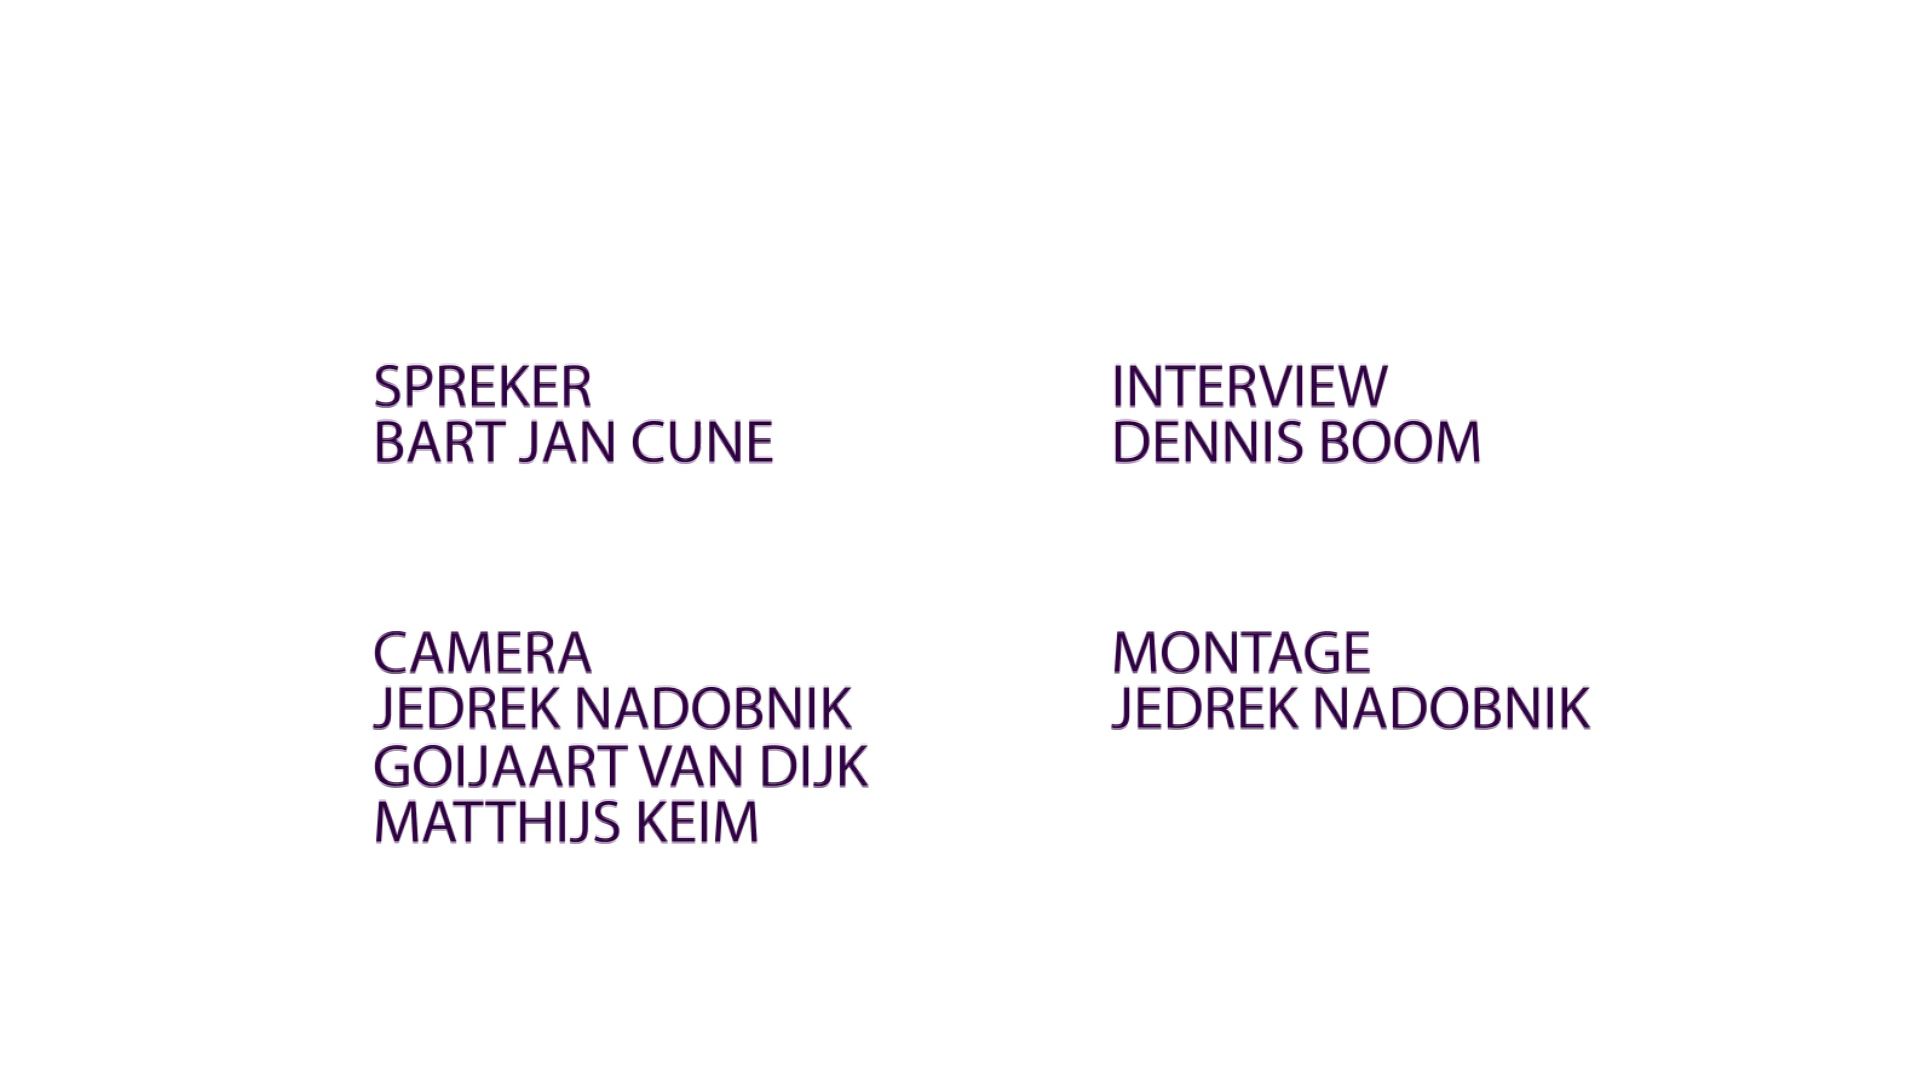 SPREKER
BART JAN CUNE
INTERVIEW
DENNIS BOOM
CAMERA
JEDREK NADOBNIK
GOIJAART VAN DIJK
MATTHIJS KEIM
MONTAGE
JEDREK NADOBNIK